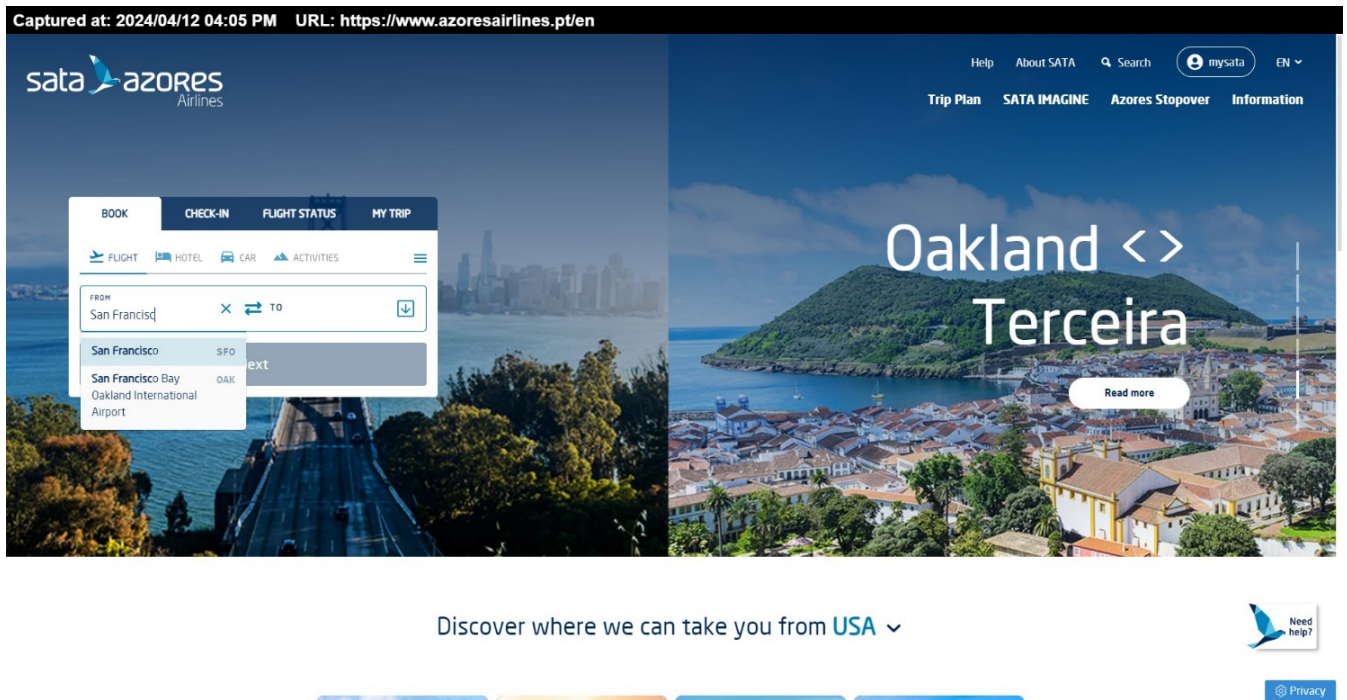 Captured at: 2024/04/12 04:05 PM URL: https://www.azoresairlines.pt/en
sata azores
Airlines
Help About SATA Search mysata EN
Trip Plan SATA IMAGINE Azores Stopover Information
BOOK CHECK-IN FLIGHT STATUS MY TRIP
FLIGHT HOTEL CAR ACTIVITIES
FROM
San Francisc
TO
San Francisco SFO
San Francisco Bay OAK
Oakland International
Airport
ext
Oakland <>
Terceira
Read more
Discover where we can take you from USA
Need
help?
Privacy